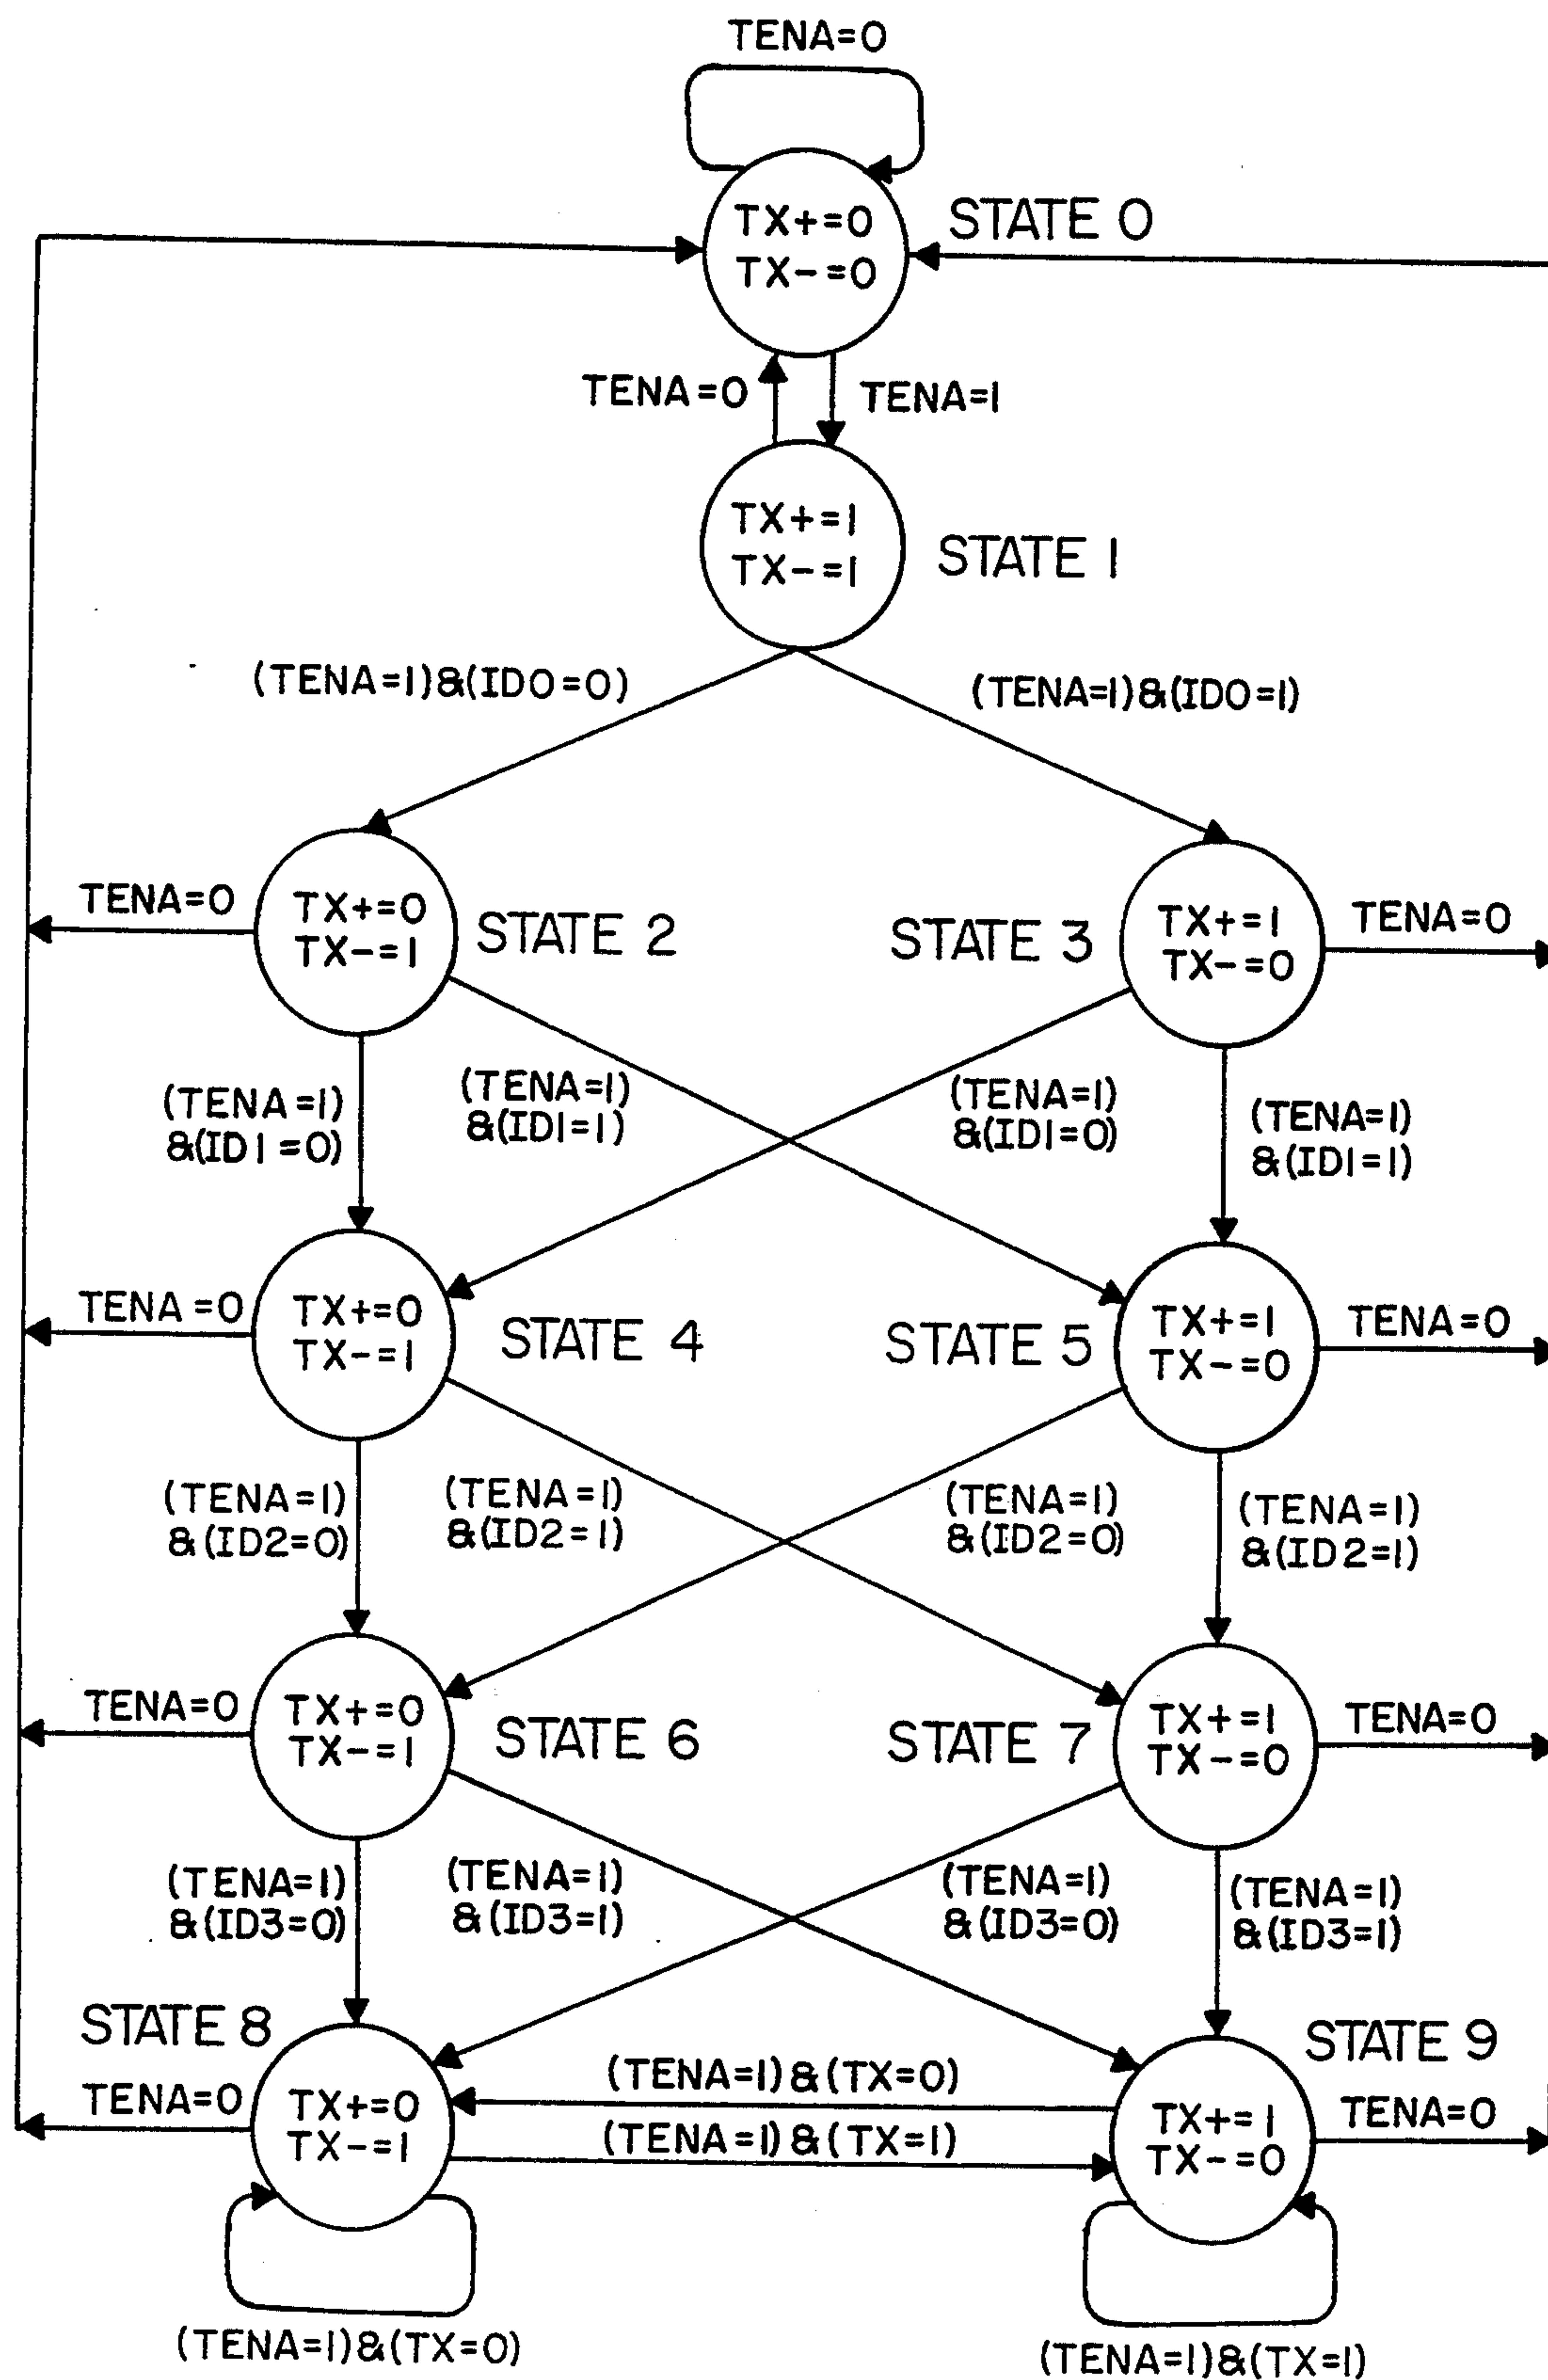 TENA=0
TX+=0
TX-=0
STATE 0
TENA=0
TENA=1
TX+=1
TX-=1
STATE 1
(TENA=1)&(ID0=0)
(TENA=1)&(ID0=1)
TENA=0
TX+=0
TX-=1
STATE 2
STATE 3
TX+=1
TX-=0
TENA=0
(TENA=1)
&(ID1=0)
(TENA=1)
&(ID1=1)
(TENA=1)
&(ID1=0)
(TENA=1)
&(ID1=1)
TENA=0
TX+=0
TX-=1
STATE 4
STATE 5
TX+=1
TX-=0
TENA=0
(TENA=1)
&(ID2=0)
(TENA=1)
&(ID2=1)
(TENA=1)
&(ID2=0)
(TENA=1)
&(ID2=1)
TENA=0
TX+=0
TX-=1
STATE 6
STATE 7
TX+=1
TX-=0
TENA=0
(TENA=1)
&(ID3=0)
(TENA=1)
&(ID3=1)
(TENA=1)
&(ID3=0)
(TENA=1)
&(ID3=1)
STATE 8
STATE 9
TENA=0
TX+=0
TX-=1
(TENA=1)&(TX=0)
(TENA=1)&(TX=1)
TX+=1
TX-=0
TENA=0
(TENA=1)&(TX=0)
(TENA=1)&(TX=1)